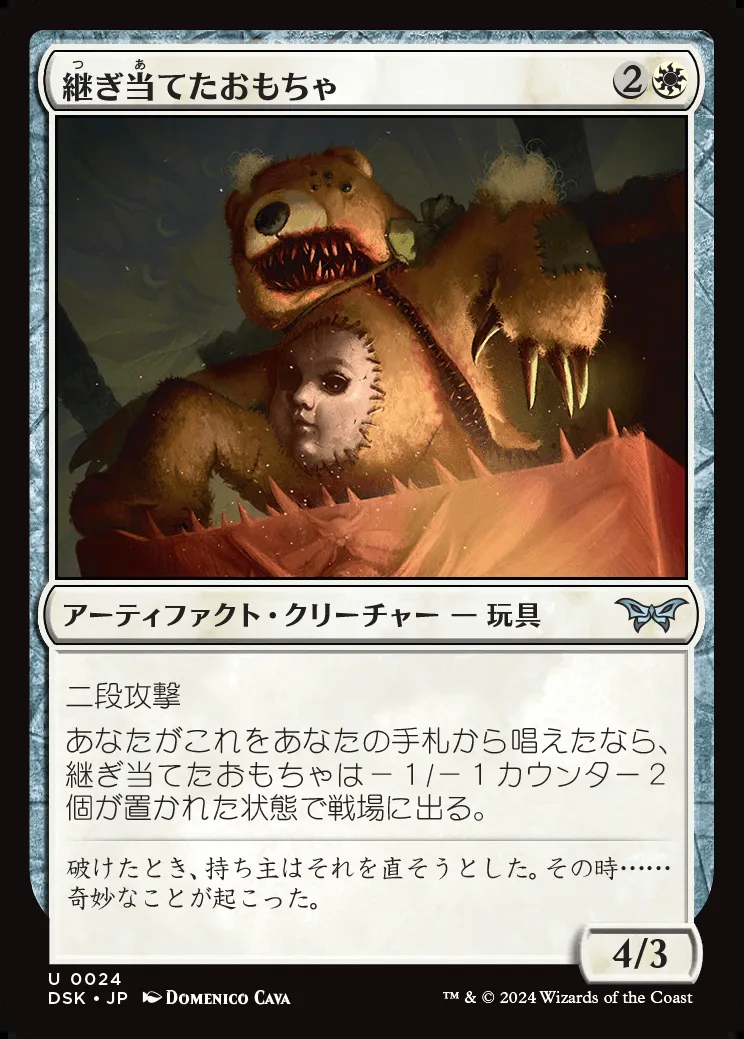 つ あ
継ぎ当てたおもちゃ 2
アーティファクト・クリーチャー — 玩具
二段攻撃
あなたがこれをあなたの手札から唱えたなら、
継ぎ当てたおもちゃは－１/－１カウンター２
個が置かれた状態で戦場に出る。
破けたとき、持ち主はそれを直そうとした。その時……
奇妙なことが起こった。
4/3
U 0024
DSK • JP Domenico Cava
™ & © 2024 Wizards of the Coast